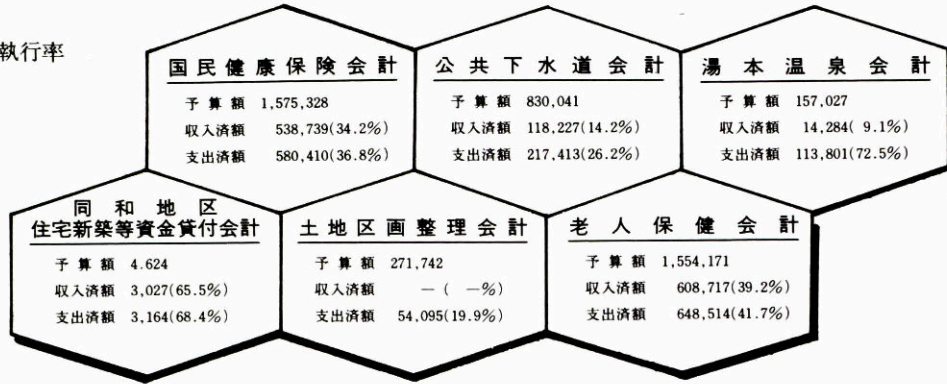 執行率
国民健康保険会計
予算額 1,575,328
収入済額 538,739(34.2%)
支出済額 580,410(36.8%)
公共下水道会計
予算額 830,041
収入済額 118,227(14.2%)
支出済額 217,413(26.2%)
湯本温泉会計
予算額 157,027
収入済額 14,284( 9.1%)
支出済額 113,801(72.5%)
同和地区
住宅新築等資金貸付会計
予算額 4.624
収入済額 3,027(65.5%)
支出済額 3,164(68.4%)
土地区画整理会計
予算額 271,742
収入済額 ー ( ー%)
支出済額 54,095(19.9%)
老人保健会計
予算額 1,554,171
収入済額 608,717(39.2%)
支出済額 648,514(41.7%)